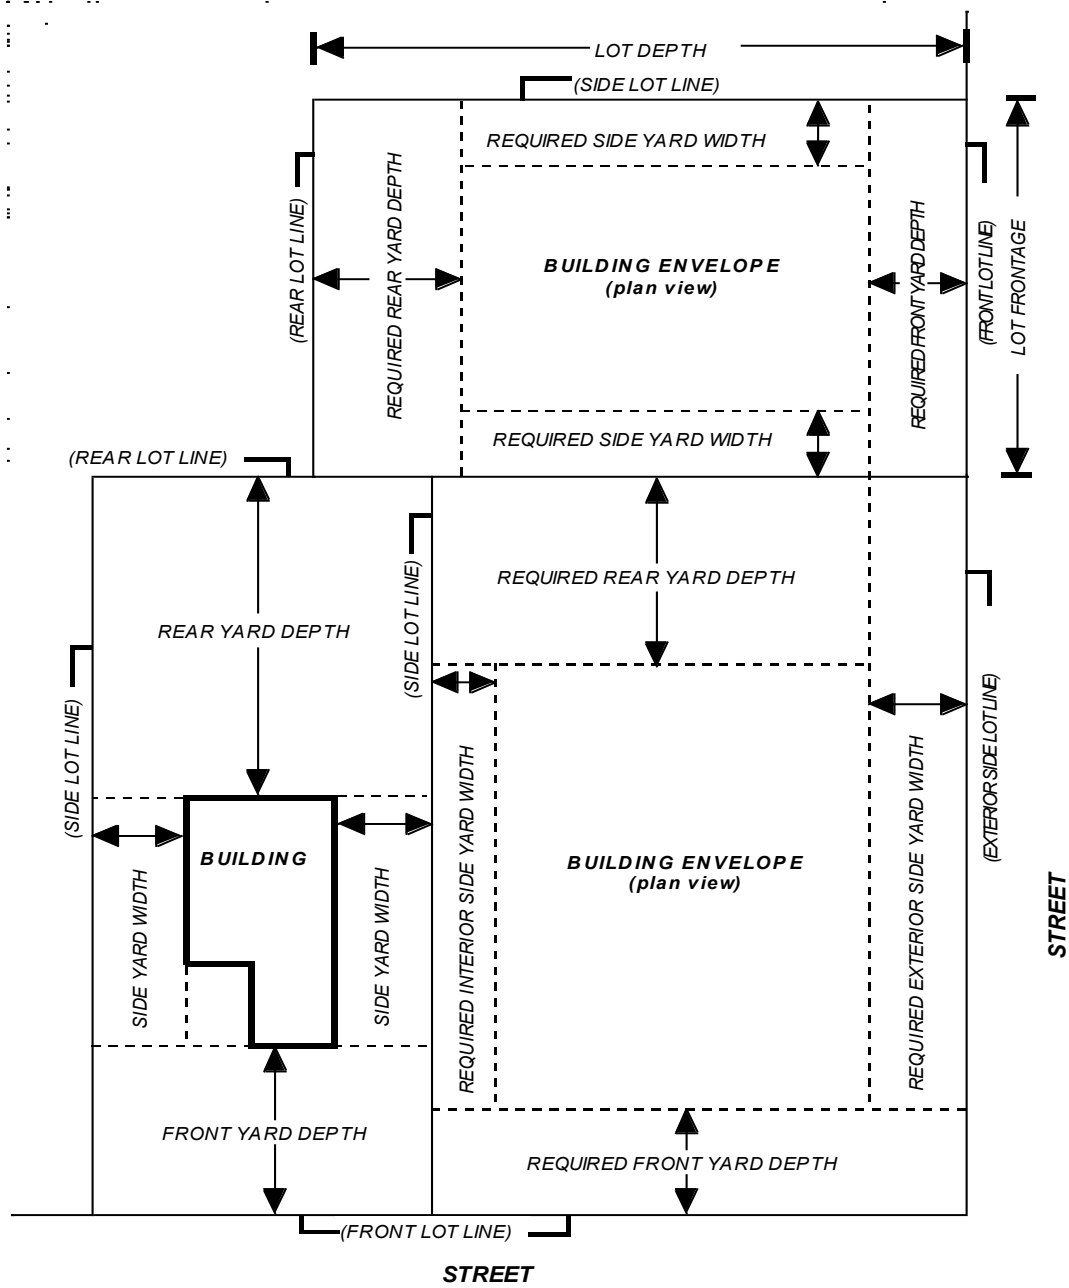 LOT DEPTH
(SIDE LOT LINE)
REQUIRED SIDE YARD WIDTH
(REAR LOT LINE)
REQUIRED REAR YARD DEPTH
BUILDING ENVELOPE
(plan view)
REQUIRED FRONT YARD DEPTH
(FRONT LOT LINE)
LOT FRONTAGE
REQUIRED SIDE YARD WIDTH
(REAR LOT LINE)
(SIDE LOT LINE)
REQUIRED REAR YARD DEPTH
REAR YARD DEPTH
(SIDE LOT LINE)
(EXTERIOR SIDE LOT LINE)
BUILDING
SIDE YARD WIDTH
SIDE YARD WIDTH
REQUIRED INTERIOR SIDE YARD WIDTH
BUILDING ENVELOPE
(plan view)
REQUIRED EXTERIOR SIDE YARD WIDTH
STREET
FRONT YARD DEPTH
REQUIRED FRONT YARD DEPTH
(FRONT LOT LINE)
STREET